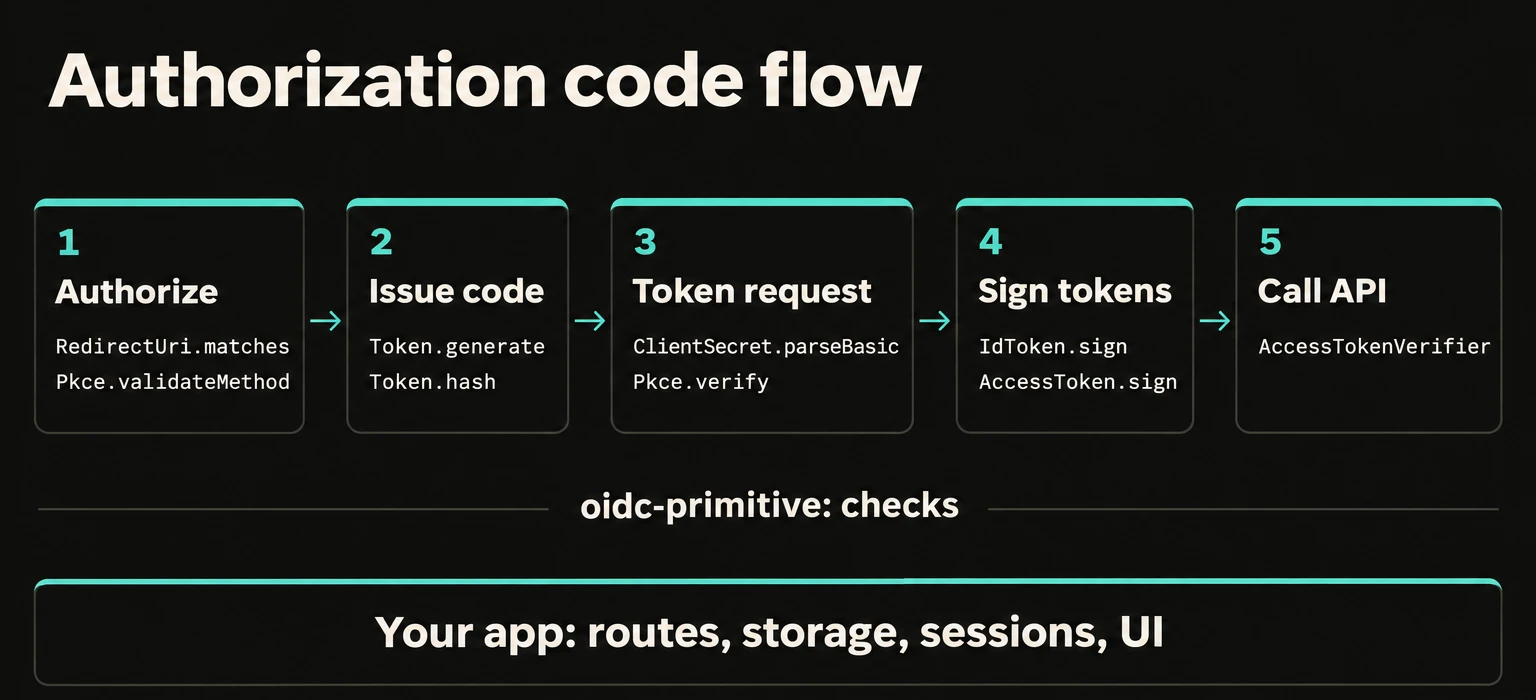 Authorization code flow
1
Authorize
RedirectUri.matches
Pkce.validateMethod
→
2
Issue code
Token.generate
Token.hash
→
3
Token request
ClientSecret.parseBasic
Pkce.verify
→
4
Sign tokens
IdToken.sign
AccessToken.sign
→
5
Call API
AccessTokenVerifier
oidc-primitive: checks
Your app: routes, storage, sessions, UI